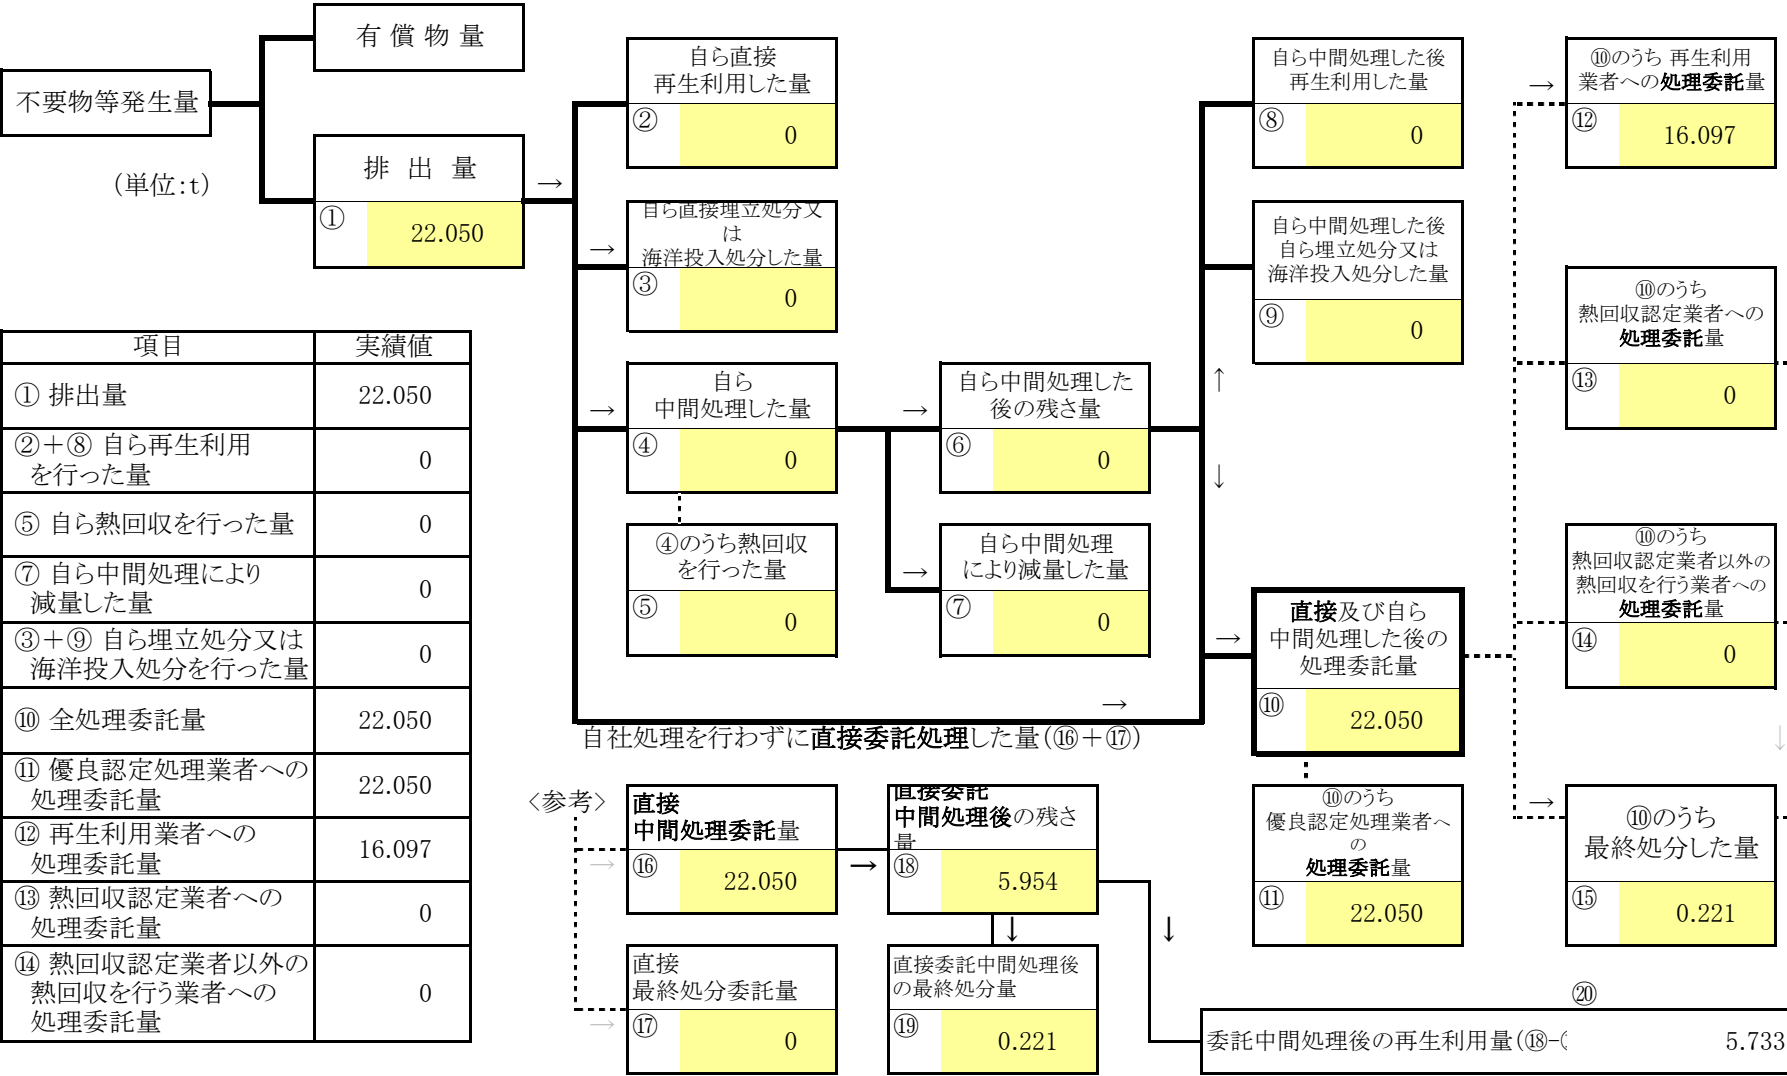 有 償 物 量
不要物等発生量
(単位:t)
排 出 量
→
① 22.050
自ら直接
再生利用した量
② 0
→
自ら直接埋立処分又
は
海洋投入処分した量
③ 0
→
自ら
中間処理した量
④ 0
④のうち熱回収
を行った量
⑤ 0
→
自ら中間処理した
後の残さ量
⑥ 0
→
自ら中間処理
により減量した量
⑦ 0
自ら中間処理した後
再生利用した量
⑧ 0
自ら中間処理した後
自ら埋立処分又は
海洋投入処分した量
⑨ 0
↑
↓
→
直接及び自ら
中間処理した後の
処理委託量
⑩ 22.050
⑩のうち
優良認定処理業者へ
の
処理委託量
⑪ 22.050
→
⑩のうち 再生利用
業者への処理委託量
⑫ 16.097
⑩のうち
熱回収認定業者への
処理委託量
⑬ 0
⑩のうち
熱回収認定業者以外の
熱回収を行う業者への
処理委託量
⑭ 0
↓
→
⑩のうち
最終処分した量
⑮ 0.221
→
自社処理を行わずに直接委託処理した量(⑯+⑰)
<参考>
→
直接
中間処理委託量
⑯ 22.050
→
直接委託
中間処理後の残さ
量
⑱ 5.954
↓
↓
→
直接
最終処分委託量
⑰ 0
直接委託中間処理後
の最終処分量
⑲ 0.221
⑳
委託中間処理後の再生利用量(⑱-
5.733
項目 実績値
① 排出量 22.050
②+⑧ 自ら再生利用
を行った量 0
⑤ 自ら熱回収を行った量 0
⑦ 自ら中間処理により
減量した量 0
③+⑨ 自ら埋立処分又は
海洋投入処分を行った量 0
⑩ 全処理委託量 22.050
⑪ 優良認定処理業者への
処理委託量 22.050
⑫ 再生利用業者への
処理委託量 16.097
⑬ 熱回収認定業者への
処理委託量 0
⑭ 熱回収認定業者以外の
熱回収を行う業者への
処理委託量 0